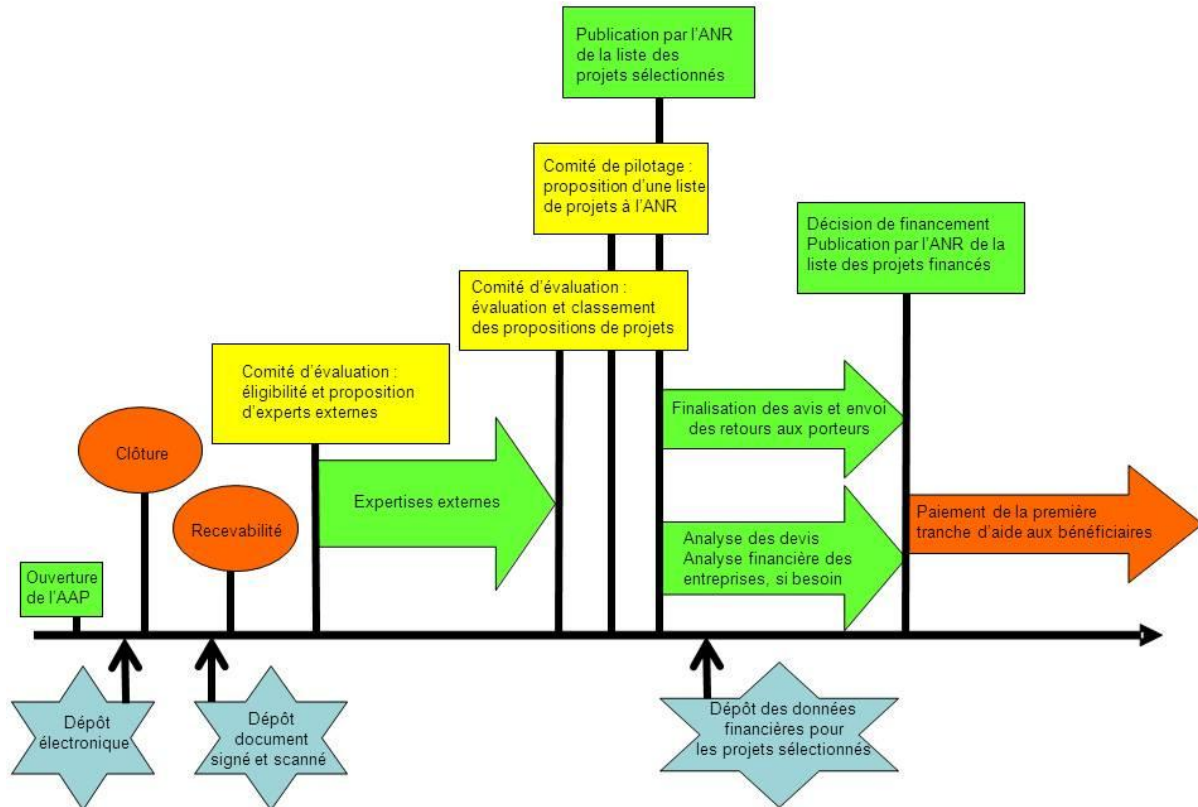 Publication par l'ANR
de la liste des
projets sélectionnés
Comité de pilotage :
proposition d'une liste
de projets à l'ANR
Décision de financement
Publication par l'ANR de la
liste des projets financés
Comité d'évaluation :
évaluation et classement
des propositions de projets
Comité d'évaluation :
éligibilité et proposition
d'experts externes
Finalisation des avis et envoi
des retours aux porteurs
Clôture
Expertises externes
Recevabilité
Paiement de la première
tranche d'aide aux bénéficiaires
Analyse des devis
Analyse financière des
entreprises, si besoin
Ouverture
de l'AAP
Dépôt
électronique
Dépôt
document
signé et scanné
Dépôt des données
financières pour
les projets sélectionnés